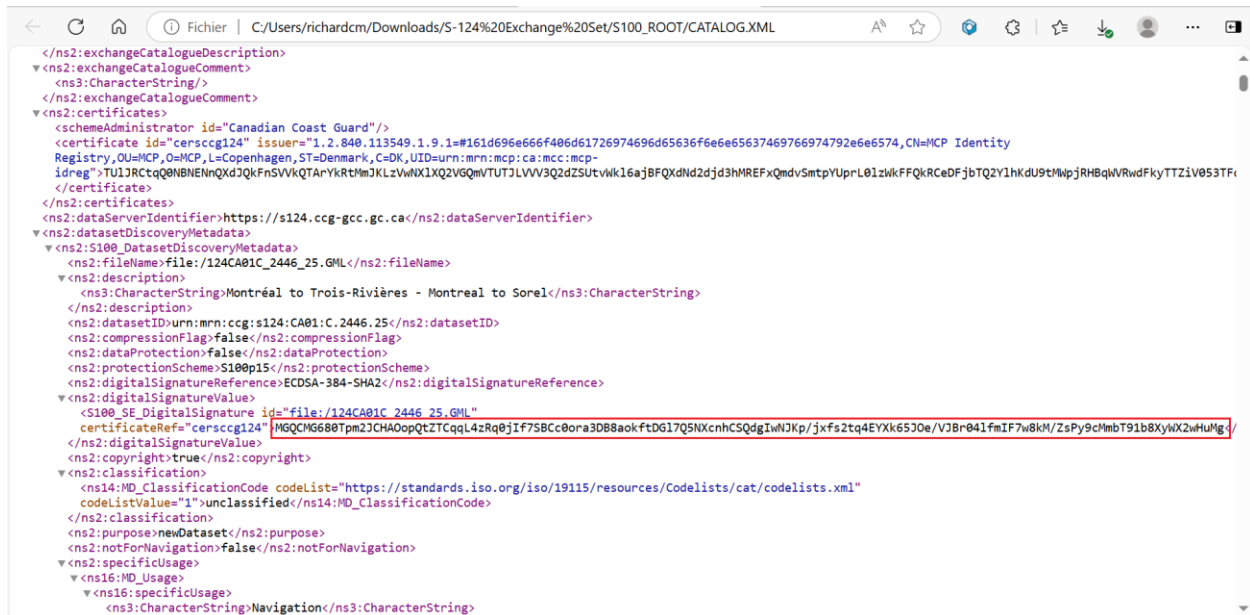 Fichier C:/Users/richardcm/Downloads/S-124%20Exchange%20Set/S100_ROOT/CATALOG.XML
</ns2:exchangeCatalogueDescription>
▼<ns2:exchangeCatalogueComment>
<ns3:CharacterString/>
</ns2:exchangeCatalogueComment>
▼<ns2:certificates>
<schemeAdministrator id="Canadian Coast Guard"/>
<certificate id="cersccg124" issuer="1.2.840.113549.1.9.1=#161d696e666f406d61726974696d65636f6e6e65637469766974792e6e6574,CN=MCP Identity
Registry,OU=MCP,O=MCP,L=Copenhagen,ST=Denmark,C=DK,UID=urn:mrn:mcp:ca:mcc:mcp-
</certificate>
</ns2:certificates>
<ns2:dataServerIdentifier>https://s124.ccg-gcc.gc.ca</ns2:dataServerIdentifier>
▼<ns2:datasetDiscoveryMetadata>
▼<ns2:S100_DatasetDiscoveryMetadata>
<ns2:fileName>file:/124CA01C_2446_25.GML</ns2:fileName>
▼<ns2:description>
<ns3:CharacterString>Montréal to Trois-Rivières - Montreal to Sorel</ns3:CharacterString>
</ns2:description>
<ns2:datasetID>urn:mrn:ccg:s124:CA01:C.2446.25</ns2:datasetID>
<ns2:compressionFlag>false</ns2:compressionFlag>
<ns2:dataProtection>false</ns2:dataProtection>
<ns2:protectionScheme>S100p15</ns2:protectionScheme>
<ns2:digitalSignatureReference>ECDSA-384-SHA2</ns2:digitalSignatureReference>
▼<ns2:digitalSignatureValue>
<S100_SE_DigitalSignature id="file:/124CA01C_2446_25.GML"
certificateRef="cersccg124">MGQCMG680Tpm2JCHAOopQtZTCqqL4zRq0jIf7SBCc0ora3DB8aokftDGl7Q5NXcnhCSQdgIwNJKp/jxfs2tq4EYXk65JOe/VJBr04lfmIF7w8kM/ZsPy9cMmbT91b8XyWX2wHuMg</
</ns2:digitalSignatureValue>
<ns2:copyright>true</ns2:copyright>
▼<ns2:classification>
<ns14:MD_ClassificationCode codeList="https://standards.iso.org/iso/19115/resources/Codelists/cat/codelists.xml"
codeListValue="1">unclassified</ns14:MD_ClassificationCode>
</ns2:classification>
<ns2:purpose>newDataset</ns2:purpose>
<ns2:notForNavigation>false</ns2:notForNavigation>
▼<ns2:specificUsage>
▼<ns16:MD_Usage>
▼<ns16:specificUsage>
<ns3:CharacterString>Navigation</ns3:CharacterString>